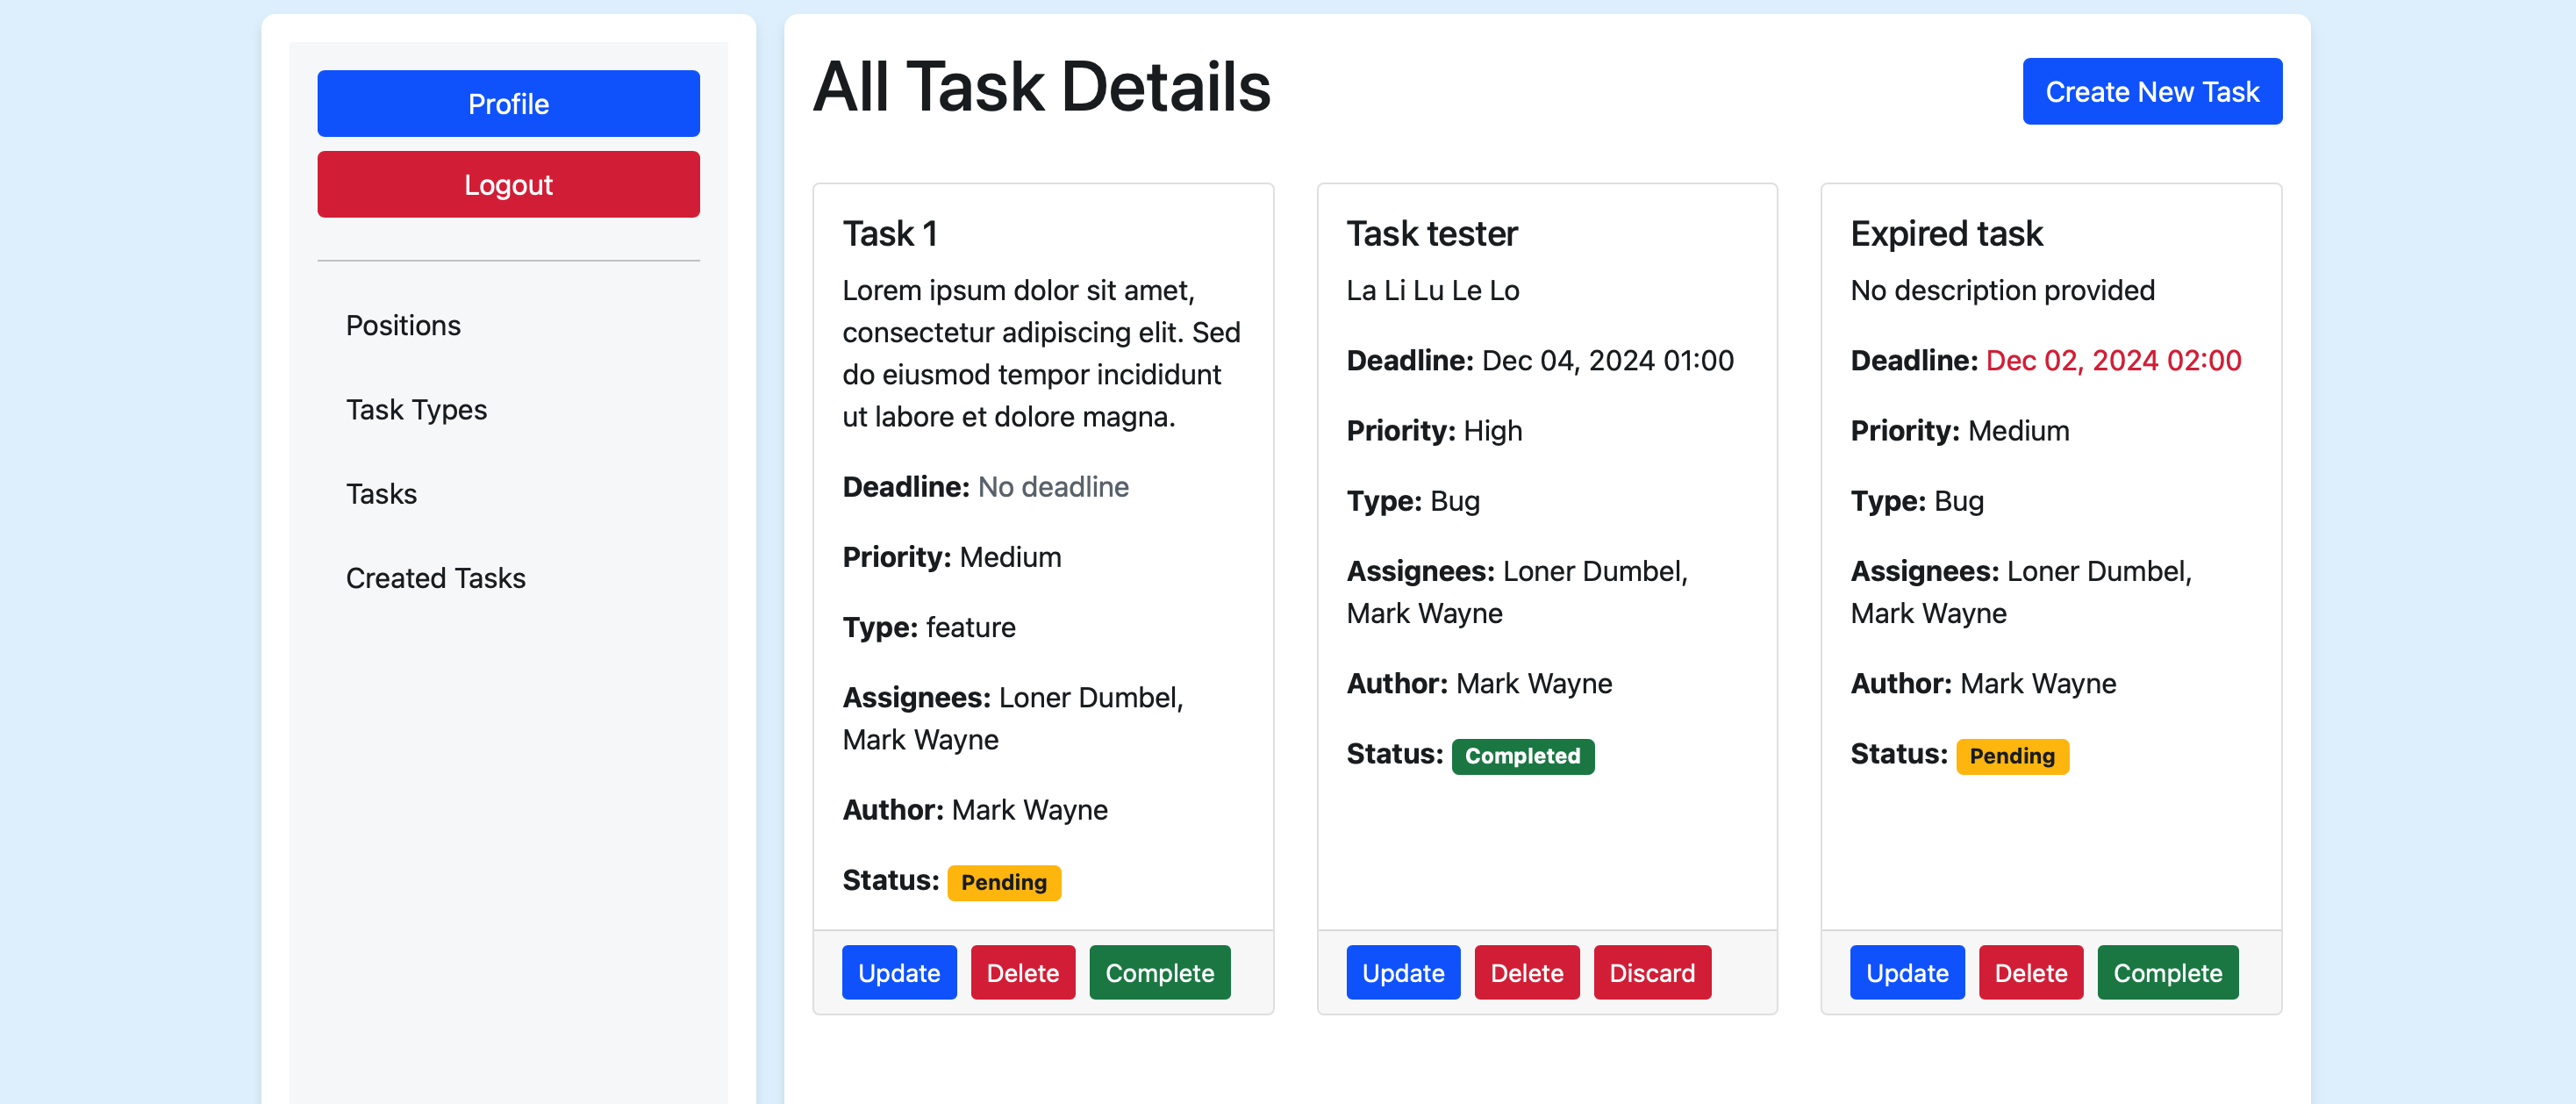 Profile
Logout
Positions
Task Types
Tasks
Created Tasks
All Task Details
Create New Task
Task 1
Lorem ipsum dolor sit amet,
consectetur adipiscing elit. Sed
do eiusmod tempor incididunt
ut labore et dolore magna.
Deadline: No deadline
Priority: Medium
Type: feature
Assignees: Loner Dumbel,
Mark Wayne
Author: Mark Wayne
Status: Pending
Update Delete Complete
Task tester
La Li Lu Le Lo
Deadline: Dec 04, 2024 01:00
Priority: High
Type: Bug
Assignees: Loner Dumbel,
Mark Wayne
Author: Mark Wayne
Status: Completed
Update Delete Discard
Expired task
No description provided
Deadline: Dec 02, 2024 02:00
Priority: Medium
Type: Bug
Assignees: Loner Dumbel,
Mark Wayne
Author: Mark Wayne
Status: Pending
Update Delete Complete